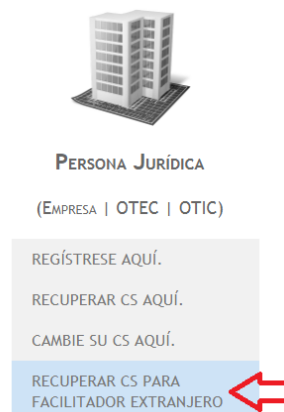 PERSONA JURÍDICA
(EMPRESA | OTEC | OTIC)
REGÍSTRESE AQUÍ.
RECUPERAR CS AQUÍ.
CAMBIE SU CS AQUÍ.
RECUPERAR CS PARA
FACILITADOR EXTRANJERO